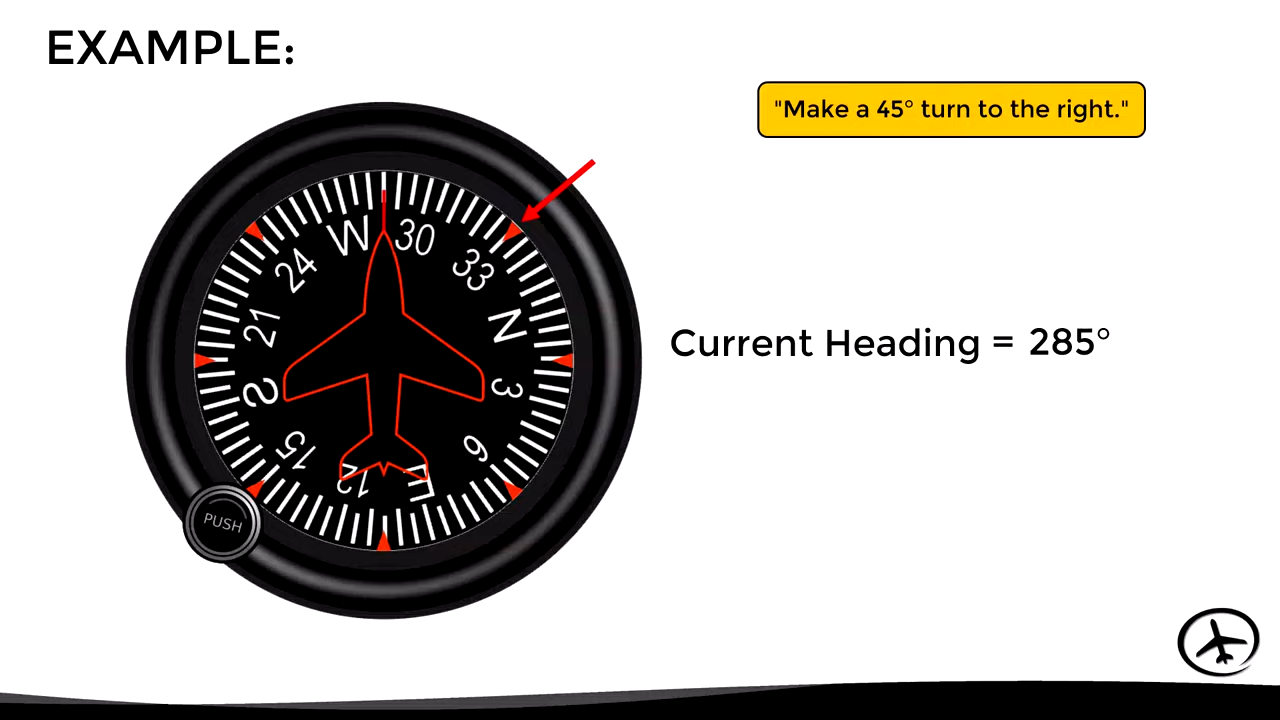 EXAMPLE:
"Make a 45° turn to the right."
W 30
24 33
21 N
S 3
15 6
12 E
PUSH
Current Heading = 285°